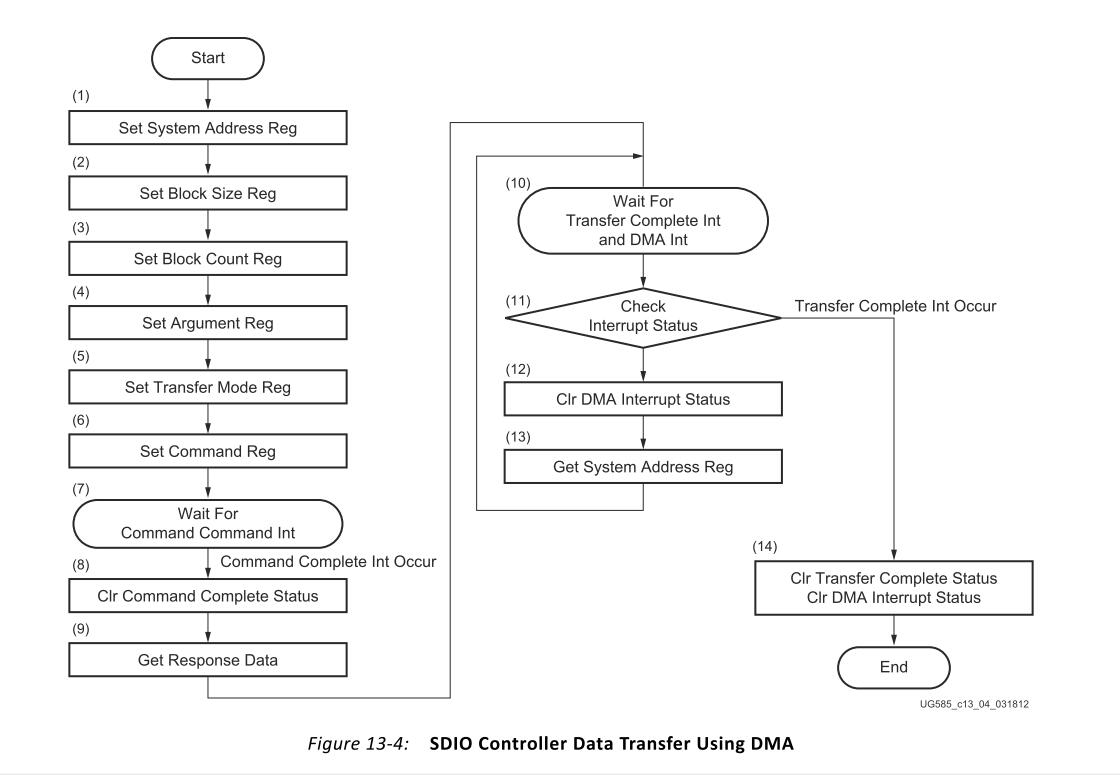 Start
(1)
Set System Address Reg
(2)
Set Block Size Reg
(3)
Set Block Count Reg
(4)
Set Argument Reg
(5)
Set Transfer Mode Reg
(6)
Set Command Reg
(7)
Wait For
Command Command Int
Command Complete Int Occur
(8)
Clr Command Complete Status
(9)
Get Response Data
(10)
Wait For
Transfer Complete Int
and DMA Int
(11)
Check
Interrupt Status
Transfer Complete Int Occur
(12)
Clr DMA Interrupt Status
(13)
Get System Address Reg
(14)
Clr Transfer Complete Status
Clr DMA Interrupt Status
End
UG585_c13_04_031812
Figure 13-4: SDIO Controller Data Transfer Using DMA